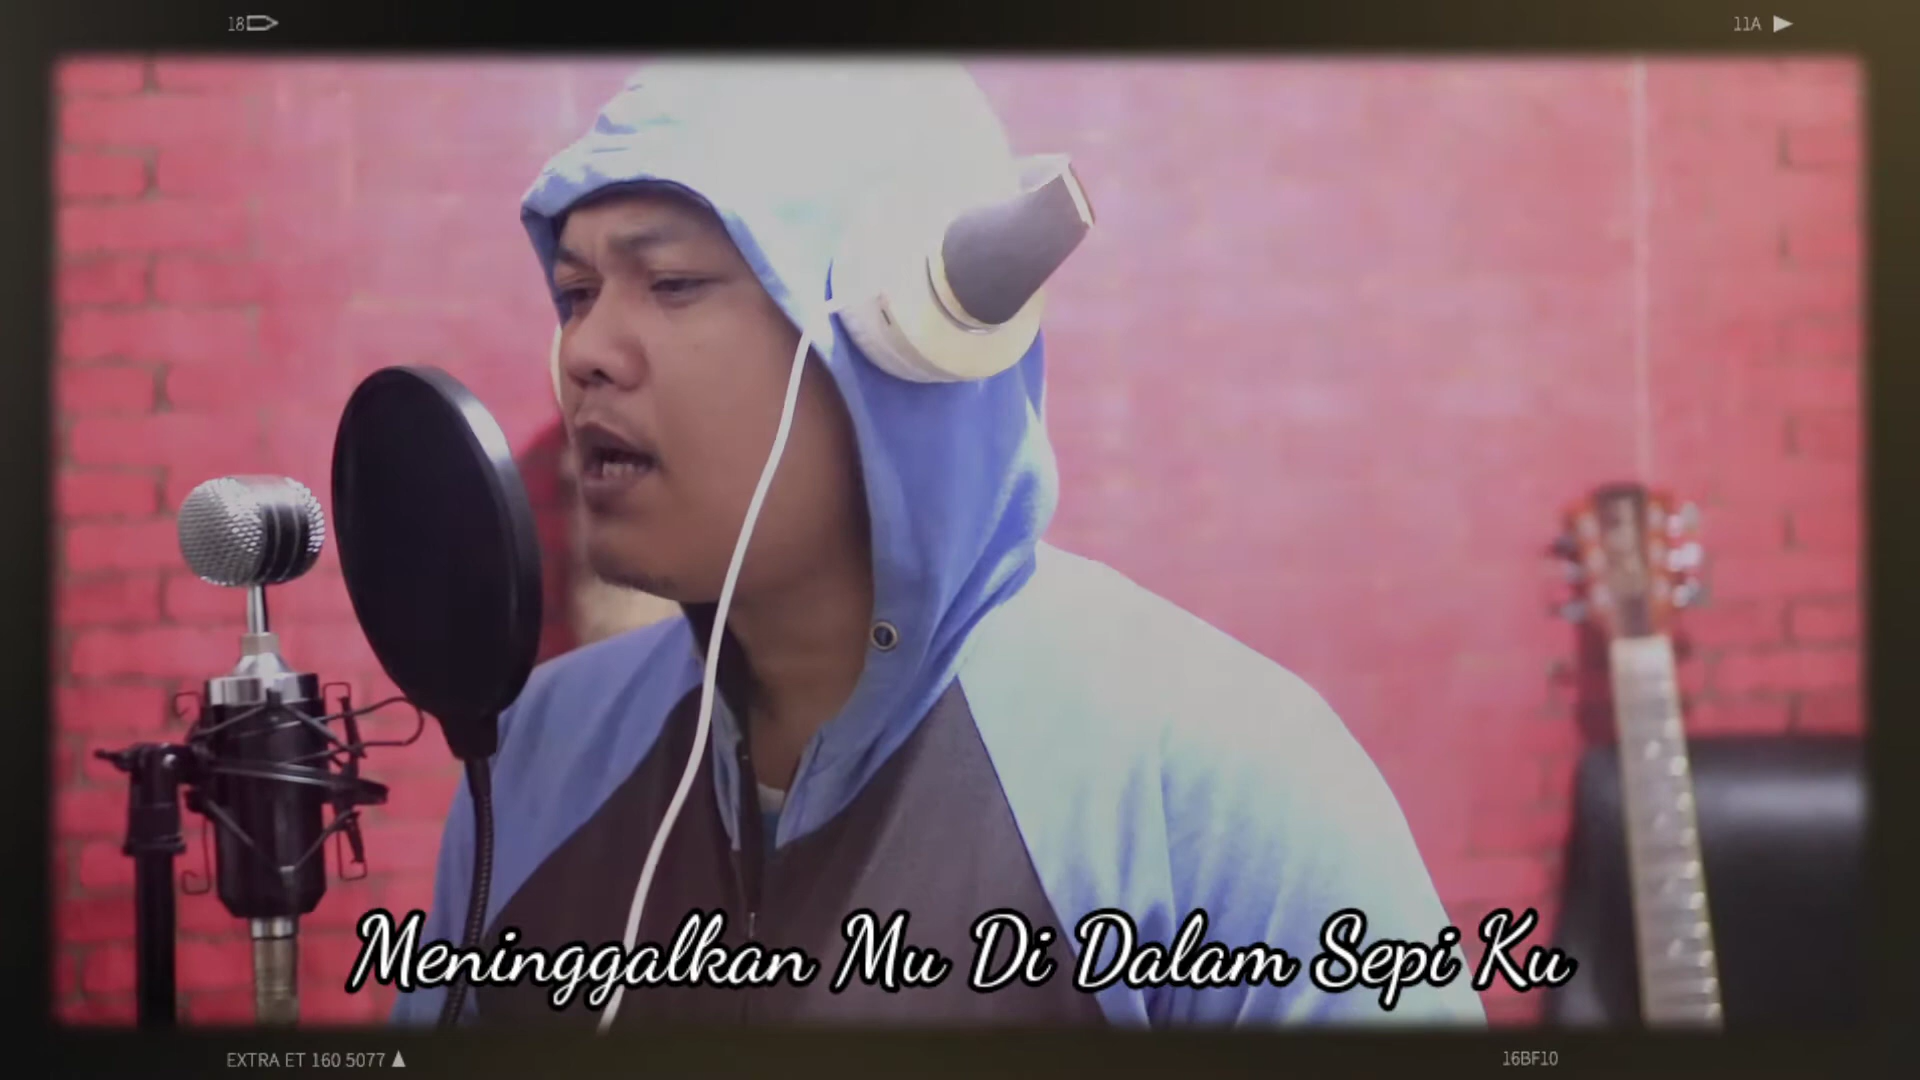 18
11A
Meninggalkan Mu Di Dalam Sepi Ku
EXTRA ET 160 5077
16BF10